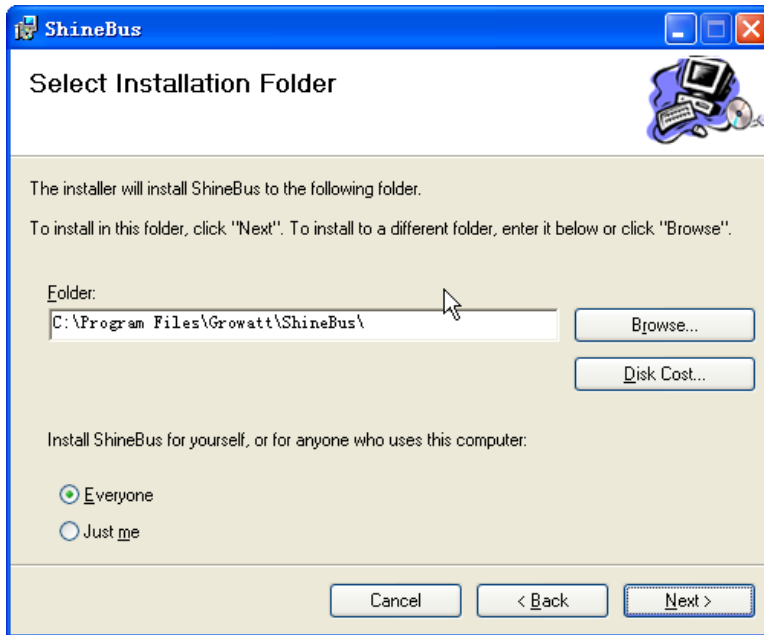 ShineBus
Select Installation Folder
The installer will install ShineBus to the following folder.
To install in this folder, click "Next". To install to a different folder, enter it below or click "Browse".
Folder:
C:\Program Files\Growatt\ShineBus\
Browse...
Disk Cost...
Install ShineBus for yourself, or for anyone who uses this computer:
Everyone
Just me
Cancel
< Back
Next >